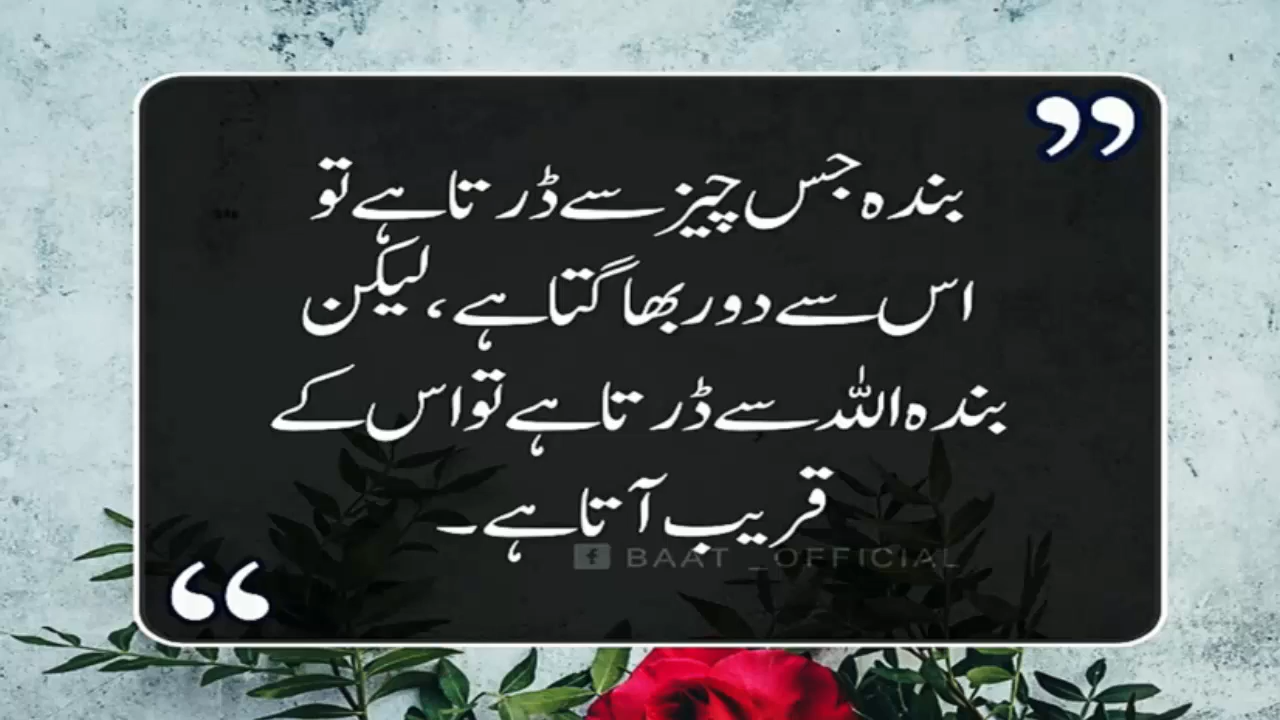 بندہ جس چیز سے ڈرتا ہے تو
اس سے دور بھاگتا ہے، لیکن
بندہ اللہ سے ڈرتا ہے تو اس کے
قریب آتا ہے۔
BAAT _OFFICIAL